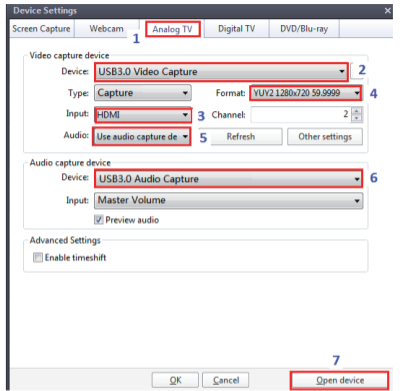 Device Settings
Screen Capture Webcam 1 Analog TV Digital TV DVD/Blu-ray
Video capture device
Device: USB3.0 Video Capture 2
Type: Capture Format: YUY2 1280x720 59.9999 4
Input: HDMI 3 Channel: 2
Audio: Use audio capture de 5 Refresh Other settings
Audio capture device
Device: USB3.0 Audio Capture 6
Input: Master Volume
Preview audio
Advanced Settings
Enable timeshift
7
OK Cancel Open device